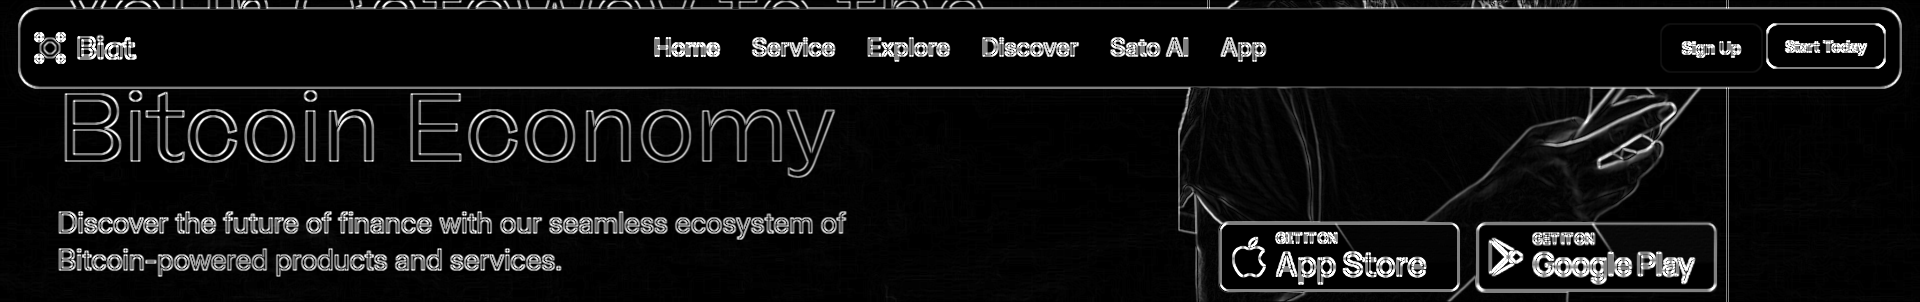 Biat
Home Service Explore Discover Sato AI App
Sign Up Start Today
Bitcoin Economy
Discover the future of finance with our seamless ecosystem of
Bitcoin-powered products and services.
GET IT ON
App Store
GET IT ON
Google Play